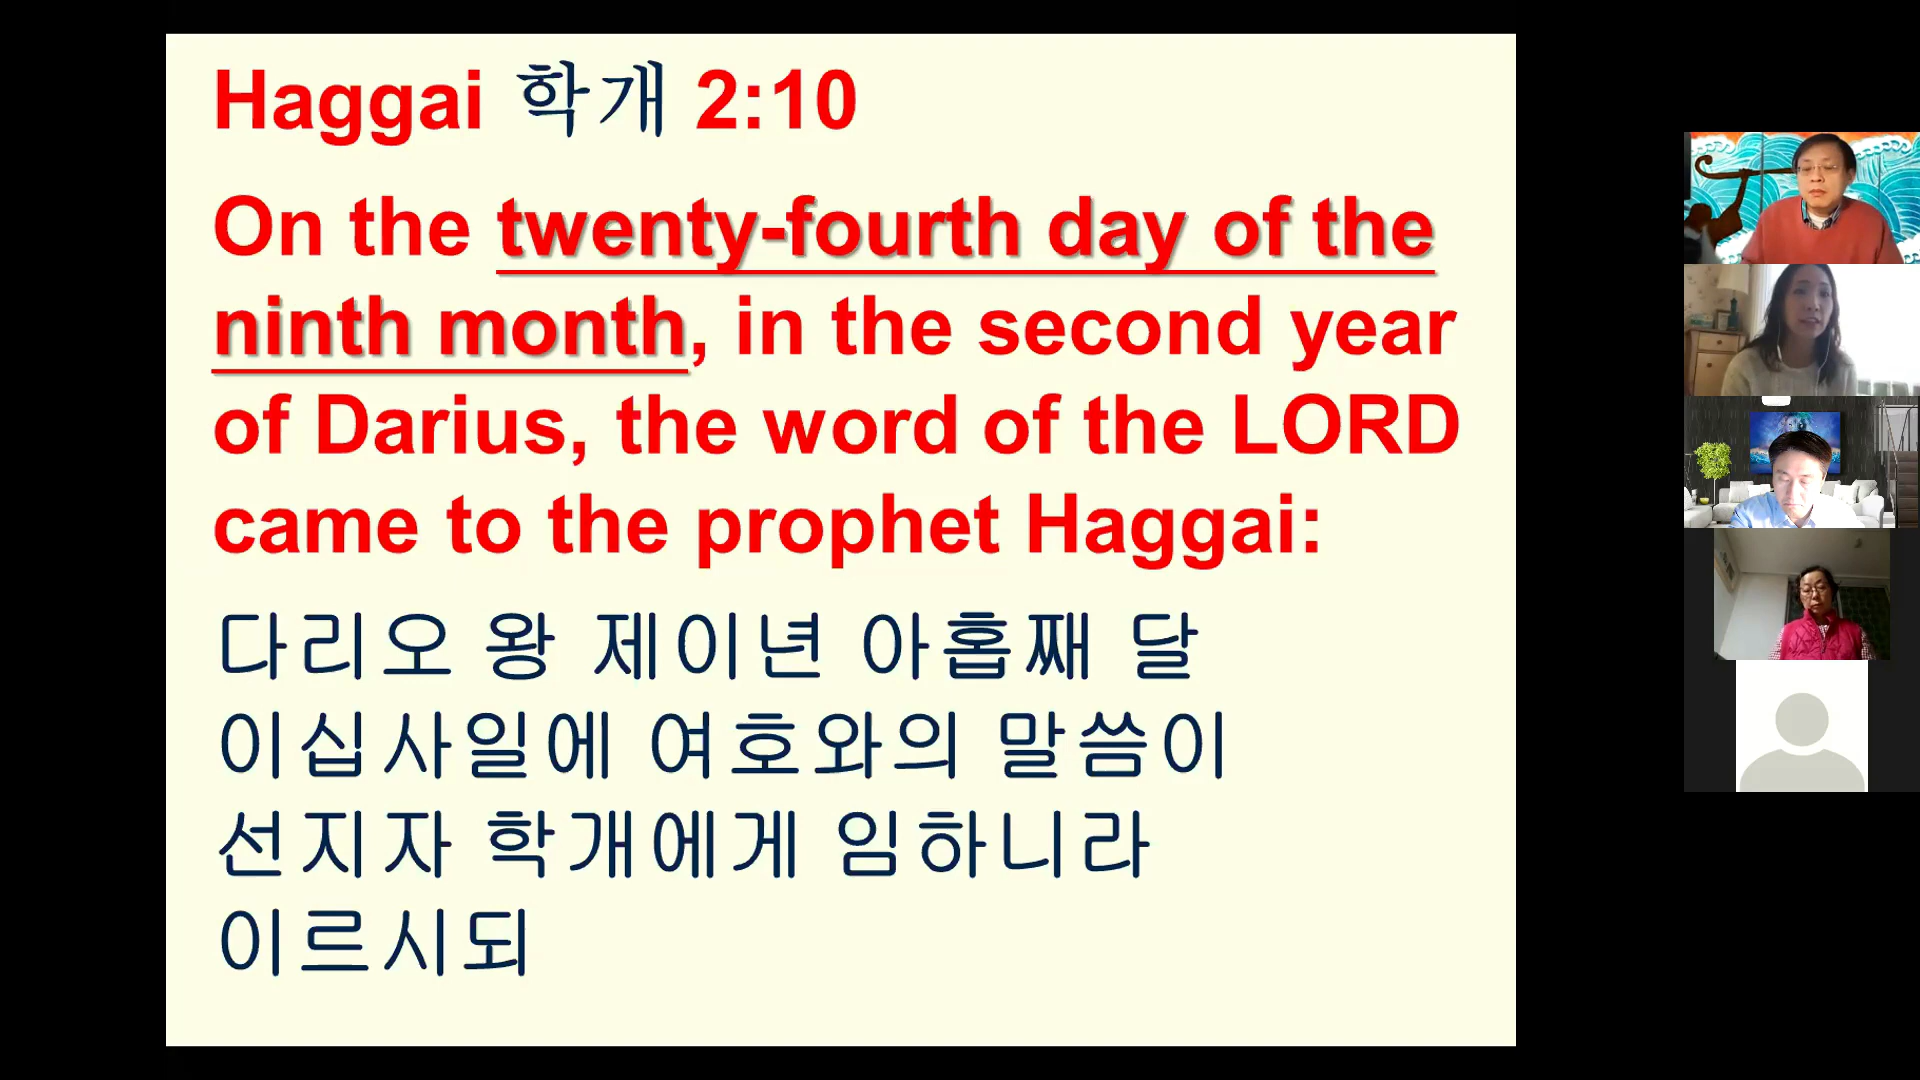 Haggai 학개 2:10
On the twenty-fourth day of the
ninth month, in the second year
of Darius, the word of the LORD
came to the prophet Haggai:
다리오 왕 제이년 아홉째 달
이십사일에 여호와의 말씀이
선지자 학개에게 임하니라
이르시되